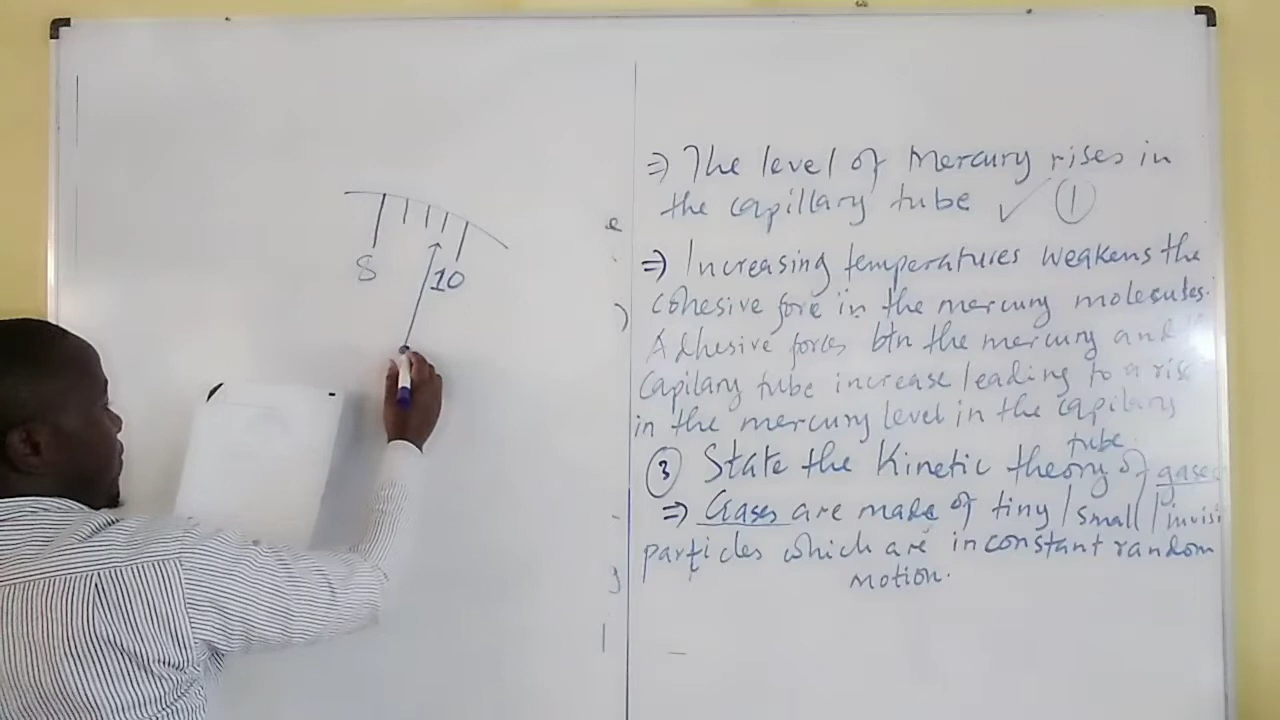 8
10
⇒ The level of mercury rises in
the capillary tube ✓ ①
⇒ Increasing temperatures weakens the
cohesive force in the mercury molecules.
Adhesive forces btn the mercury and
capilary tube increase leading to a rise
in the mercury level in the capilary
tube.
③ State the Kinetic theory of gases
⇒ Gases are made of tiny / small /
particles which are in constant random
motion.